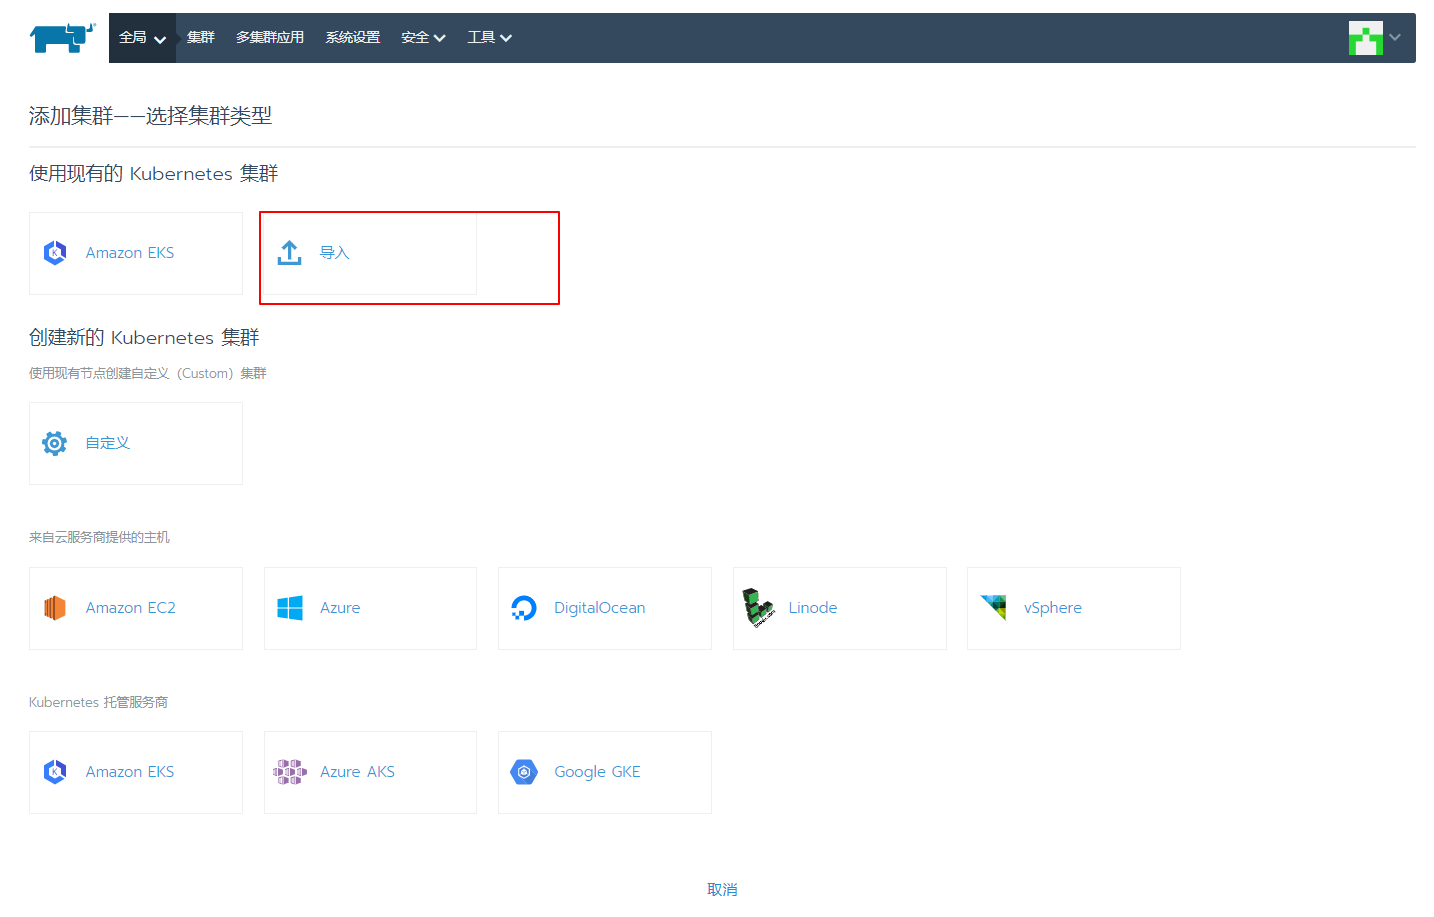 全局 集群 多集群应用 系统设置 安全 工具
添加集群——选择集群类型
使用现有的 Kubernetes 集群
Amazon EKS 导入
创建新的 Kubernetes 集群
使用现有节点创建自定义（Custom）集群
自定义
来自云服务商提供的主机
Amazon EC2 Azure DigitalOcean Linode vSphere
Kubernetes 托管服务商
Amazon EKS Azure AKS Google GKE
取消